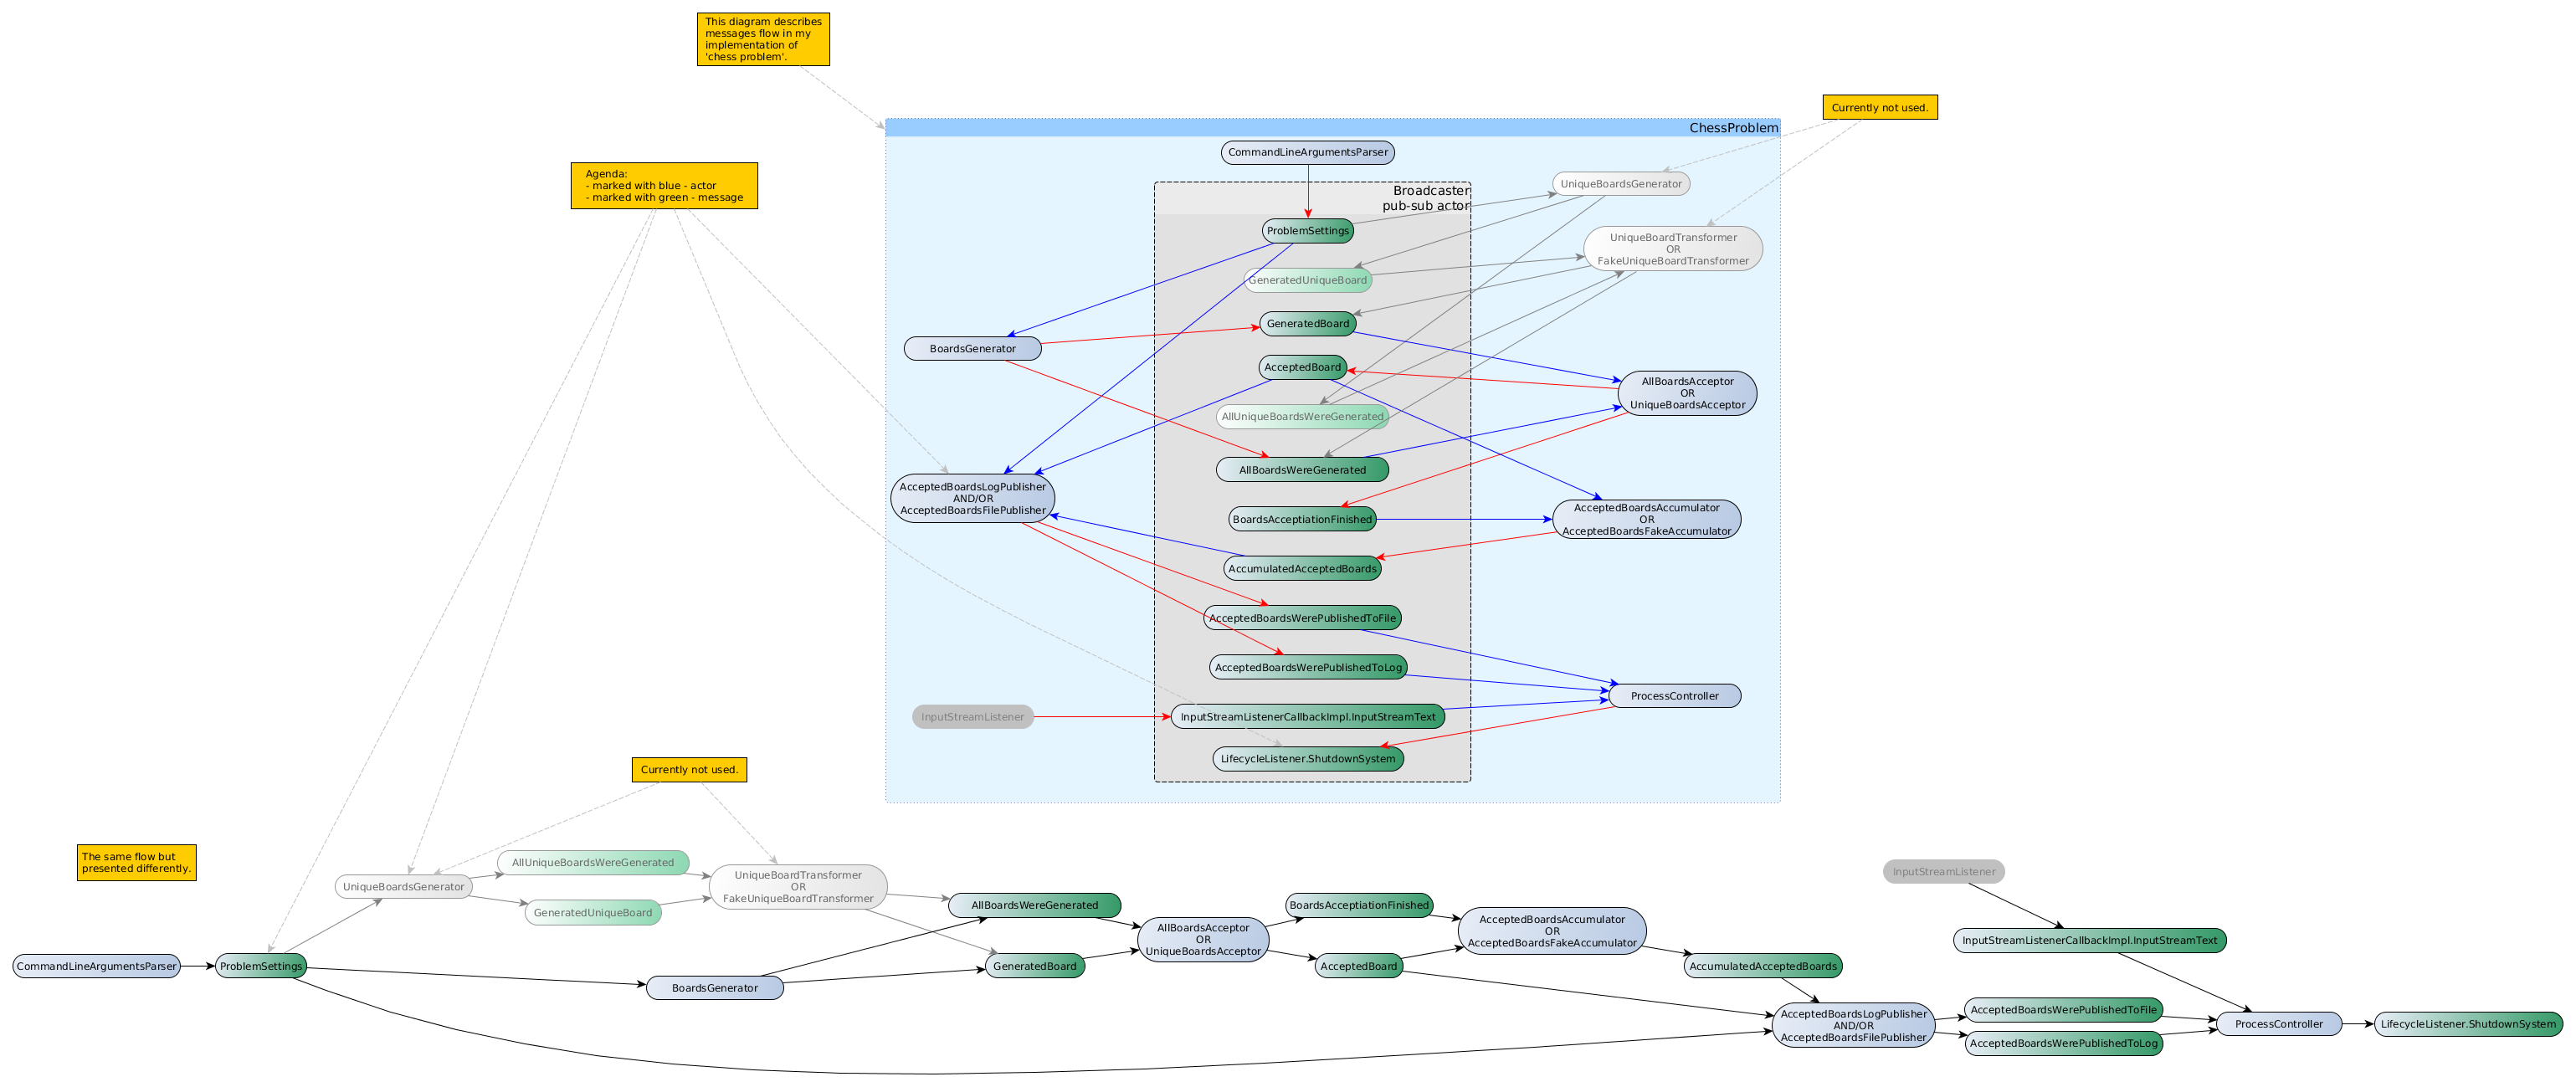 This diagram describes
messages flow in my
implementation of
'chess problem'.
Currently not used.
ChessProblem
CommandLineArgumentsParser
Agenda:
- marked with blue - actor
- marked with green - message
Broadcaster
pub-sub actor
UniqueBoardsGenerator
ProblemSettings
UniqueBoardTransformer
OR
FakeUniqueBoardTransformer
GeneratedUniqueBoard
GeneratedBoard
BoardsGenerator
AcceptedBoard
AllBoardsAcceptor
OR
UniqueBoardsAcceptor
AllUniqueBoardsWereGenerated
AllBoardsWereGenerated
AcceptedBoardsLogPublisher
AND/OR
AcceptedBoardsFilePublisher
BoardsAcceptiationFinished
AcceptedBoardsAccumulator
OR
AcceptedBoardsFakeAccumulator
AccumulatedAcceptedBoards
AcceptedBoardsWerePublishedToFile
AcceptedBoardsWerePublishedToLog
ProcessController
InputStreamListener
InputStreamListenerCallbackImpl.InputStreamText
LifecycleListener.ShutdownSystem
Currently not used.
The same flow but
presented differently.
AllUniqueBoardsWereGenerated
UniqueBoardsGenerator
UniqueBoardTransformer
OR
FakeUniqueBoardTransformer
GeneratedUniqueBoard
InputStreamListener
AllBoardsWereGenerated
BoardsAcceptiationFinished
AllBoardsAcceptor
OR
UniqueBoardsAcceptor
AcceptedBoardsAccumulator
OR
AcceptedBoardsFakeAccumulator
InputStreamListenerCallbackImpl.InputStreamText
CommandLineArgumentsParser
ProblemSettings
GeneratedBoard
AcceptedBoard
AccumulatedAcceptedBoards
BoardsGenerator
AcceptedBoardsLogPublisher
AND/OR
AcceptedBoardsFilePublisher
AcceptedBoardsWerePublishedToFile
AcceptedBoardsWerePublishedToLog
ProcessController
LifecycleListener.ShutdownSystem